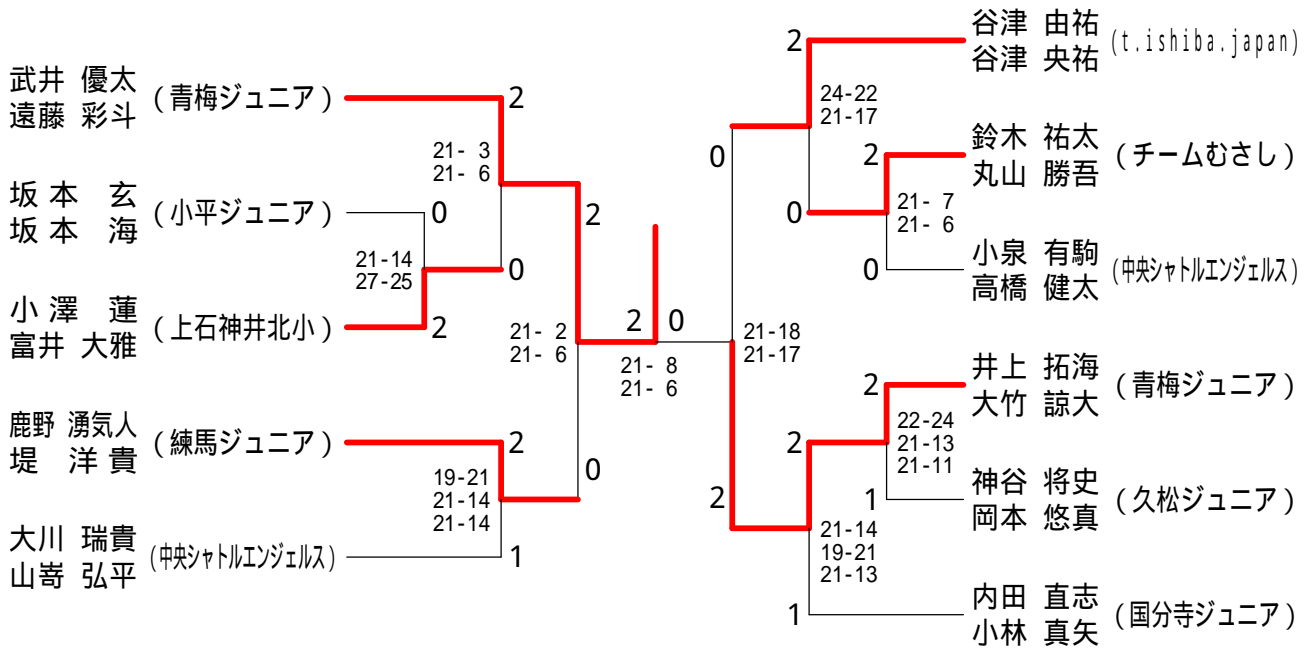 武井 優太
遠藤 彩斗
(青梅ジュニア)
2
21- 3
21- 6
坂本 玄
坂本 海
(小平ジュニア)
0
21-14
27-25
0
小澤 蓮
富井 大雅
(上石神井北小)
2
2
21- 2
21- 6
鹿野 湧気人
堤 洋貴
(練馬ジュニア)
2
19-21
21-14
21-14
0
大川 瑞貴
山嵜 弘平
(中央シャトルエンジェルス)
1
2 0
21- 8
21- 6
谷津 由祐
谷津 央祐
(t.ishiba.japan)
2
24-22
21-17
0
鈴木 祐太
丸山 勝吾
(チームむさし)
2
0
21- 7
21- 6
小泉 有駒
高橋 健太
(中央シャトルエンジェルス)
0
21-18
21-17
井上 拓海
大竹 諒大
(青梅ジュニア)
2
22-24
21-13
21-11
2
神谷 将史
岡本 悠真
(久松ジュニア)
1
2
21-14
19-21
21-13
内田 直志
小林 真矢
(国分寺ジュニア)
1